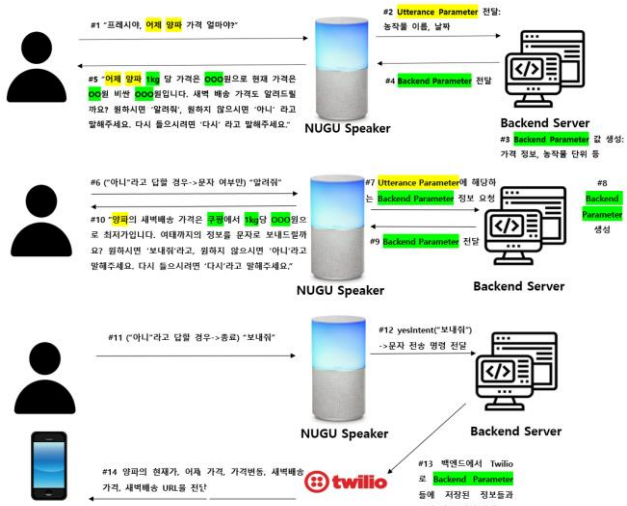 #1 "프레시아, 어제 양파 가격 얼마야?"
#2 Utterance Parameter 전달:
농작물 이름, 날짜
#5 "어제 양파 1kg 당 가격은 OOO원으로 현재 가격은
OO원 비싼 OOO원입니다. 새벽 배송 가격도 알려드릴
까요? 원하시면 '알려줘', 원하지 않으시면 '아니' 라고
말해주세요. 다시 들으시려면 '다시' 라고 말해주세요."
#4 Backend Parameter 전달
NUGU Speaker
Backend Server
#3 Backend Parameter 값 생성:
가격 정보, 농작물 단위 등
#6 ("아니"라고 답할 경우->문자 여부만) "알려줘"
#7 Utterance Parameter에 해당하
는 Backend Parameter 정보 요청
#8
Backend
Parameter
생성
#10 "양파의 새벽배송 가격은 쿠팡에서 1kg당 OOO원으
로 최저가입니다. 여태까지의 정보를 문자로 보내드릴까
요? 원하시면 '보내줘'라고, 원하지 않으시면 '아니'라고
말해주세요. 다시 들으시려면 '다시'라고 말해주세요."
#9 Backend Parameter 전달
NUGU Speaker
Backend Server
#11 ("아니"라고 답할 경우->종료) "보내줘"
#12 yesIntent("보내줘")
->문자 전송 명령 전달
NUGU Speaker
Backend Server
#14 양파의 현재가, 어제 가격, 가격변동, 새벽배송
가격, 새벽배송 URL을 전단
twilio
#13 백엔드에서 Twilio
로 Backend Parameter
들에 저장된 정보들과